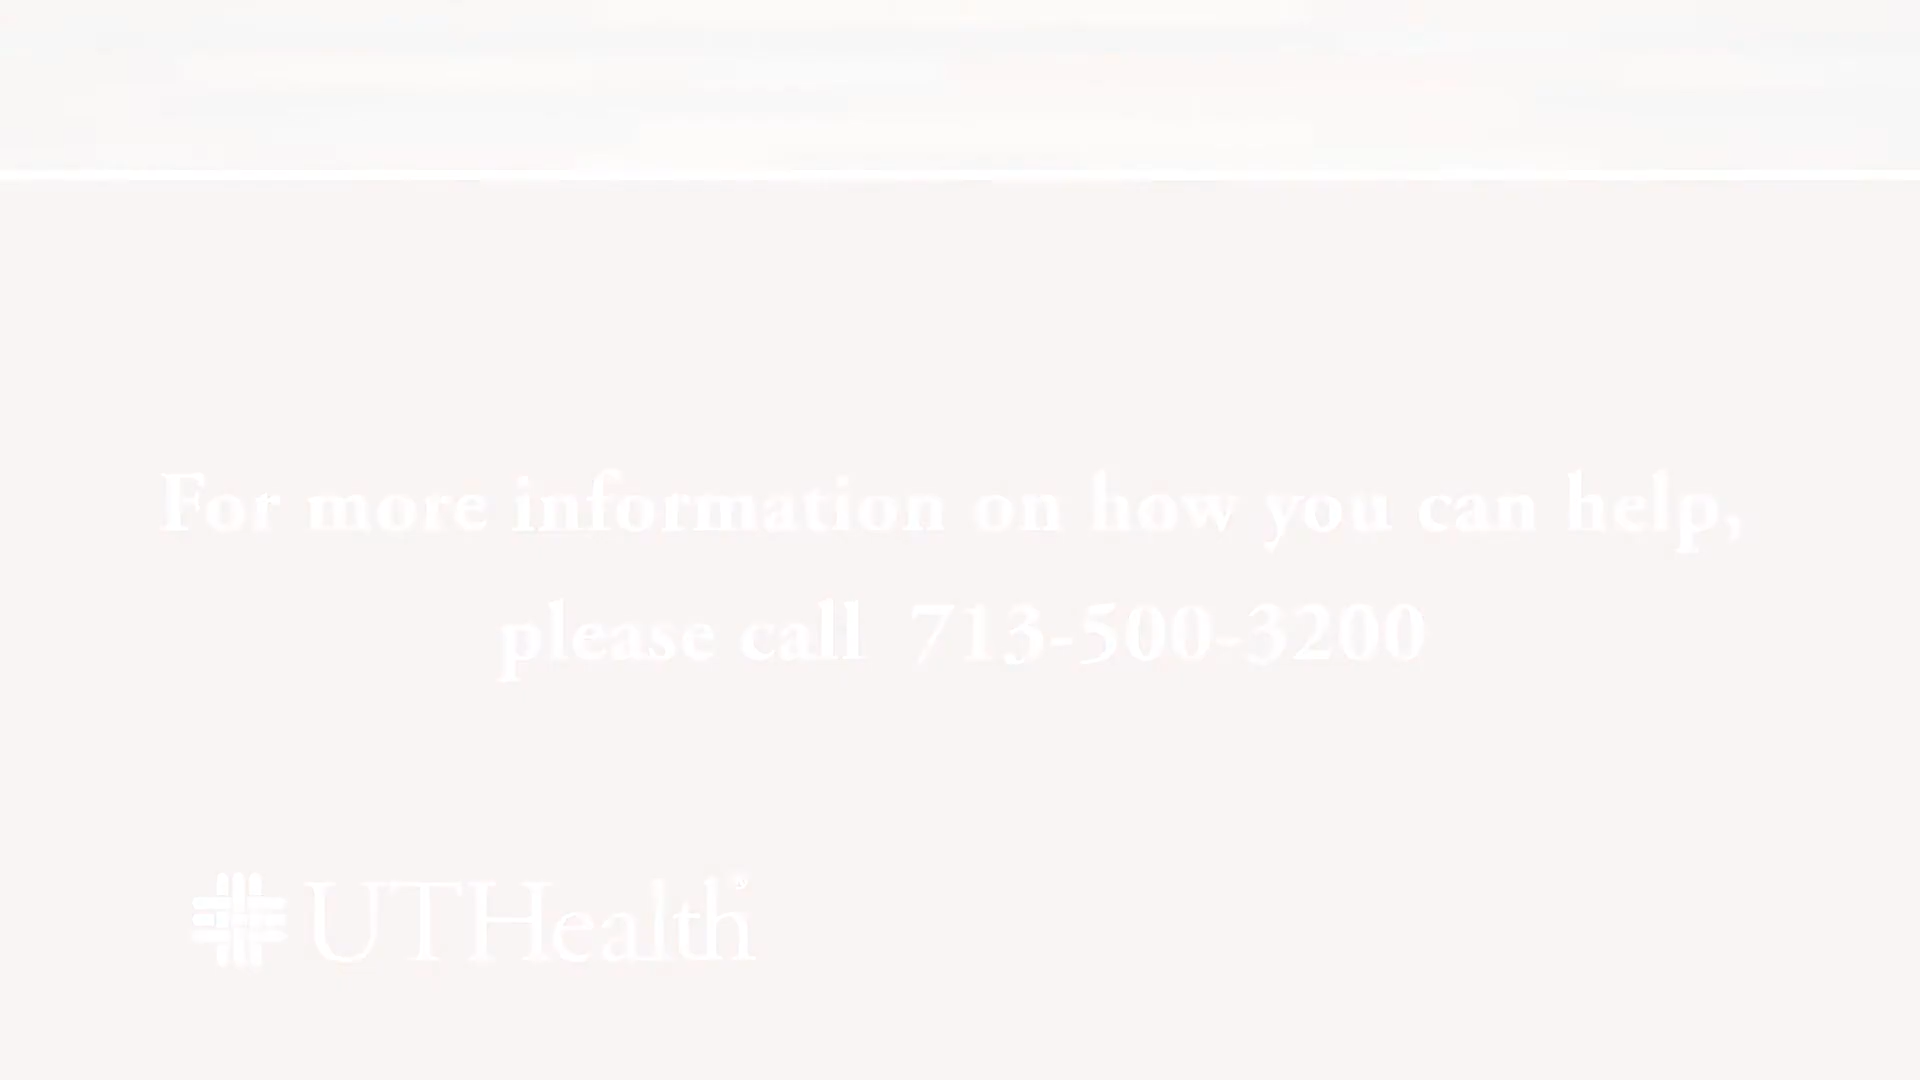 For more information on how you can help,
please call 713-500-3200
UTHealth®